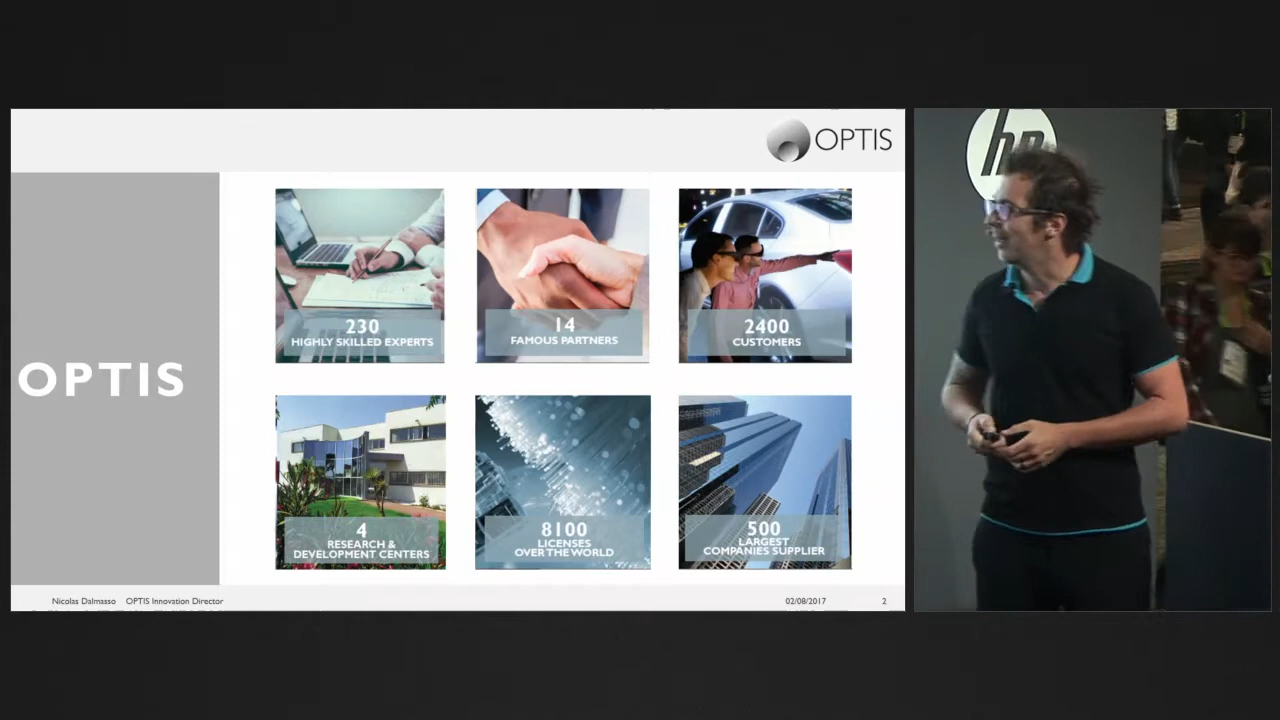 OPTIS
hp
OPTIS
230
HIGHLY SKILLED EXPERTS
14
FAMOUS PARTNERS
2400
CUSTOMERS
4
RESEARCH &
DEVELOPMENT CENTERS
8100
LICENSES
OVER THE WORLD
500
LARGEST
COMPANIES SUPPLIER
Nicolas Dalmasso OPTIS Innovation Director
02/08/2017
2